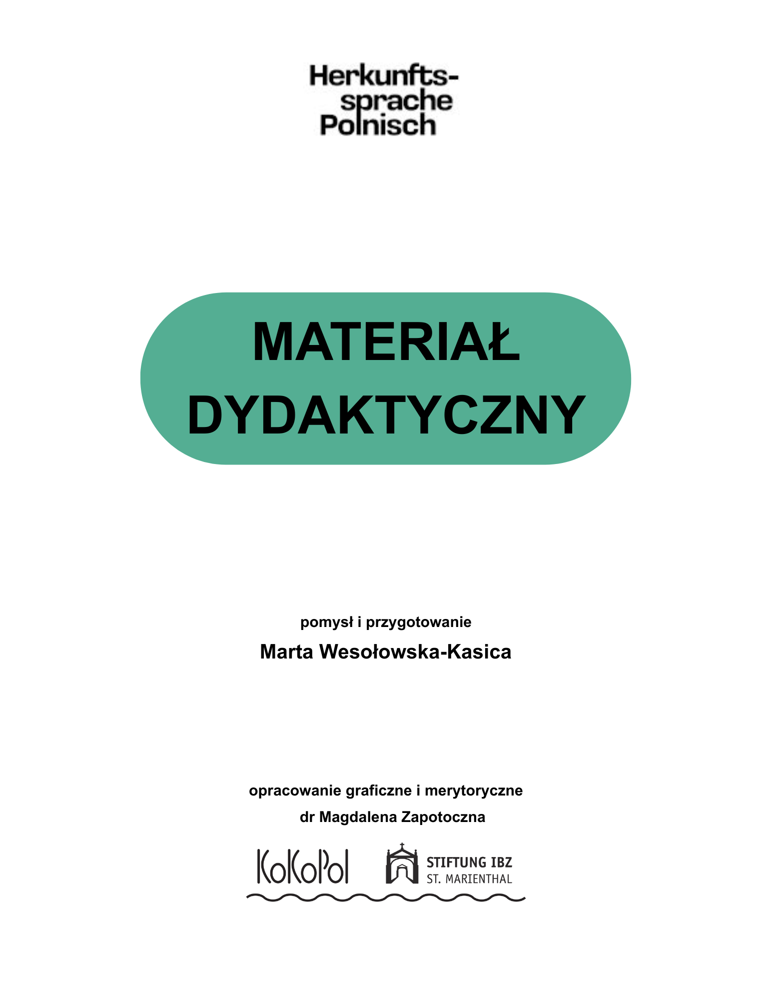 Herkunfts-
sprache
Polnisch
MATERIAŁ
DYDAKTYCZNY
pomysł i przygotowanie
Marta Wesołowska-Kasica
opracowanie graficzne i merytoryczne
dr Magdalena Zapotoczna
KoKoPol
STIFTUNG IBZ
ST. MARIENTHAL